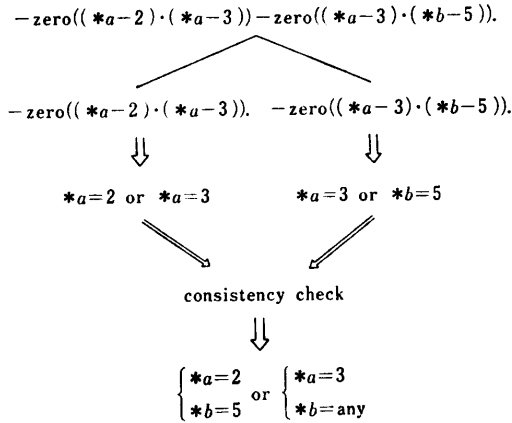 −zero((*a−2)·(*a−3))−zero((*a−3)·(*b−5)).
−zero((*a−2)·(*a−3)). −zero((*a−3)·(*b−5)).
*a=2 or *a=3 *a=3 or *b=5
consistency check
*a=2 or *a=3
*b=5 *b=any